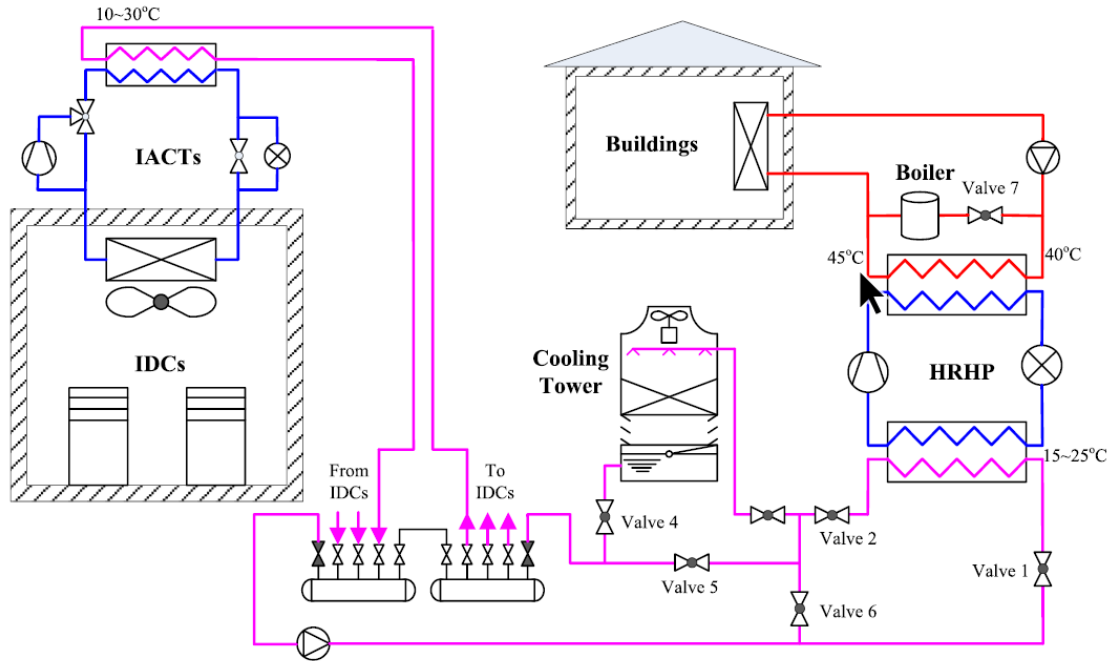 10~30°C
IACTs
IDCs
Buildings
Boiler
Valve 7
45°C
40°C
HRHP
15~25°C
Cooling
Tower
From
IDCs
To
IDCs
Valve 4
Valve 2
Valve 5
Valve 1
Valve 6